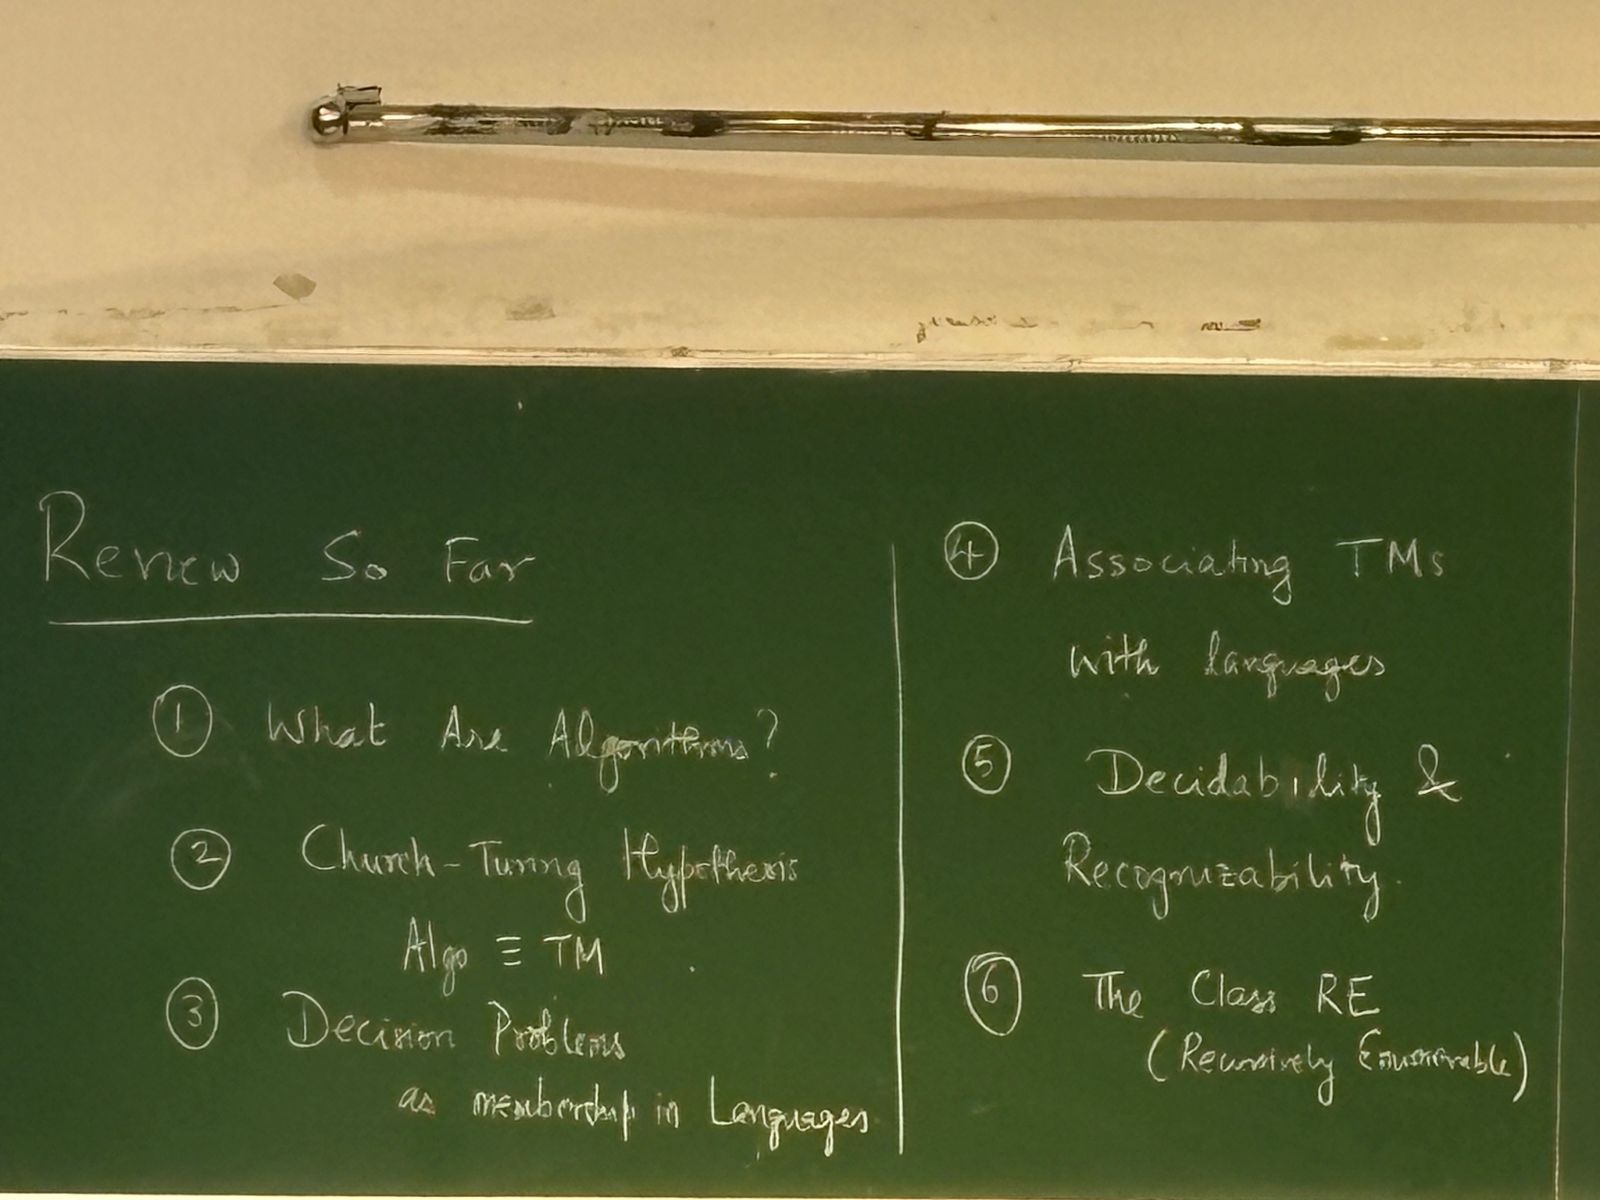 Review So Far
① What Are Algorithms?
② Church-Turing Hypothesis
Algo ≡ TM
③ Decision Problems
as membership in Languages
④ Associating TMs
with languages
⑤ Decidability &
Recognizability.
⑥ The Class RE
(Recursively Enumerable)